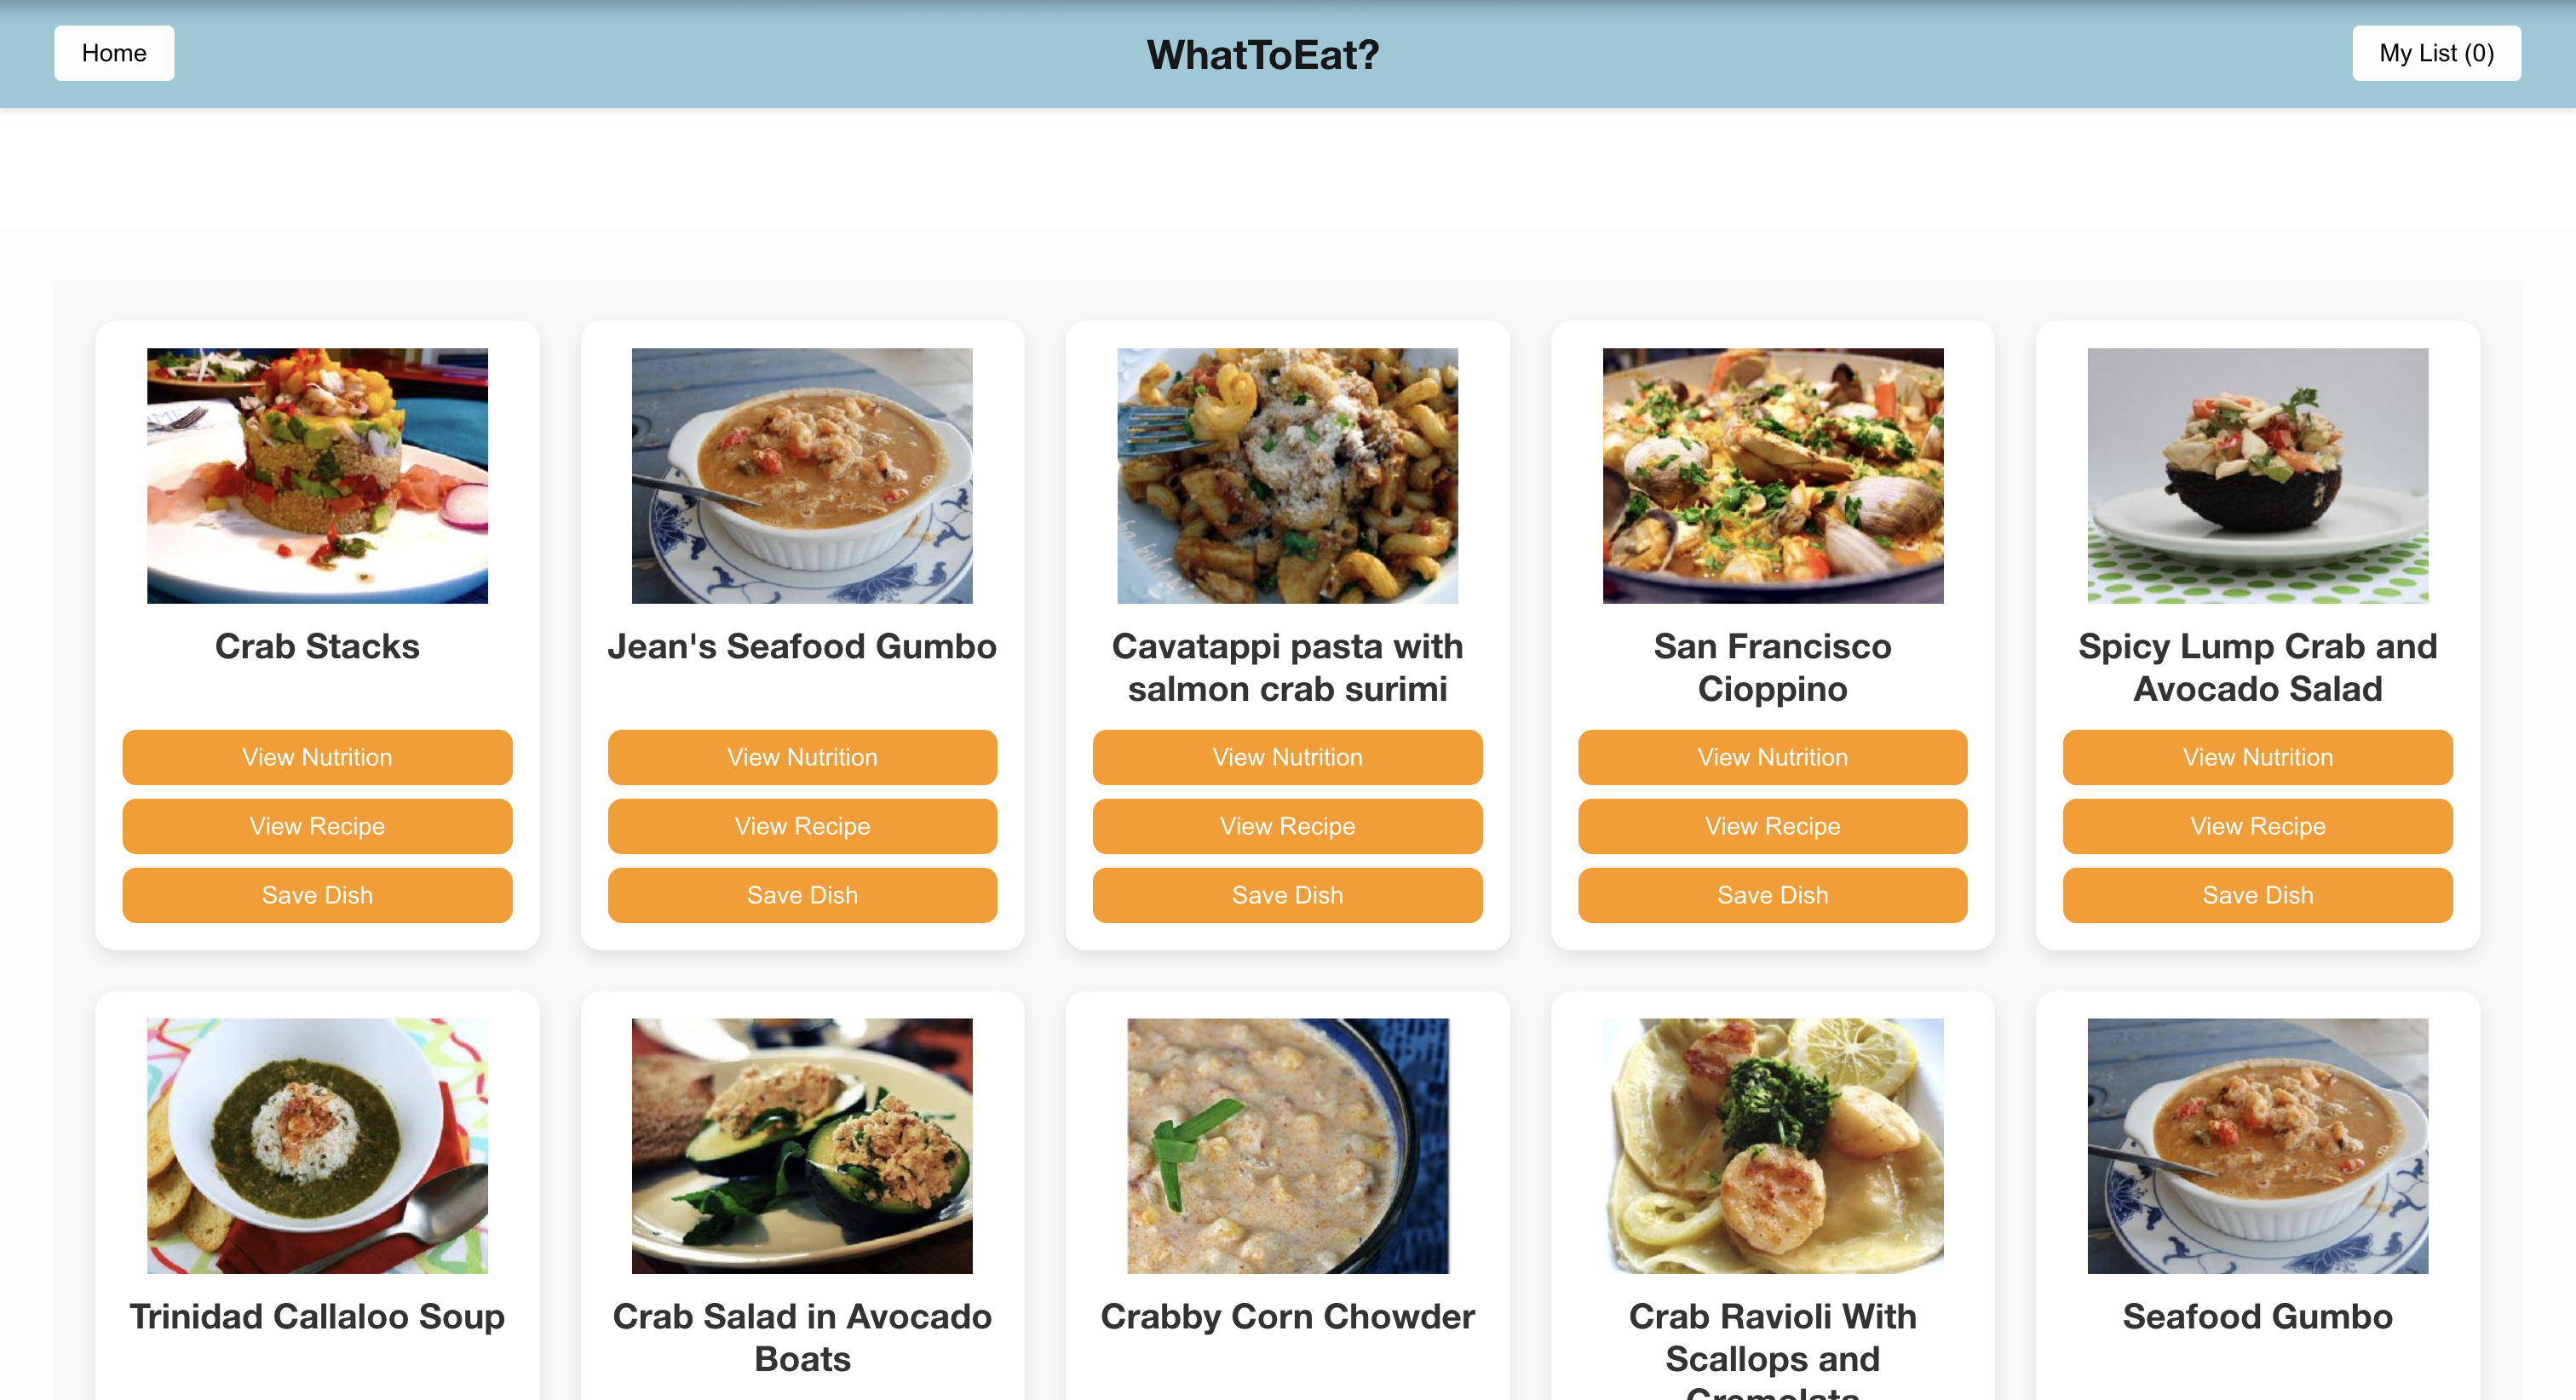 Home
WhatToEat?
My List (0)
Crab Stacks
View Nutrition
View Recipe
Save Dish
Jean's Seafood Gumbo
View Nutrition
View Recipe
Save Dish
Cavatappi pasta with
salmon crab surimi
View Nutrition
View Recipe
Save Dish
San Francisco
Cioppino
View Nutrition
View Recipe
Save Dish
Spicy Lump Crab and
Avocado Salad
View Nutrition
View Recipe
Save Dish
Trinidad Callaloo Soup
Crab Salad in Avocado
Boats
Crabby Corn Chowder
Crab Ravioli With
Scallops and
Seafood Gumbo